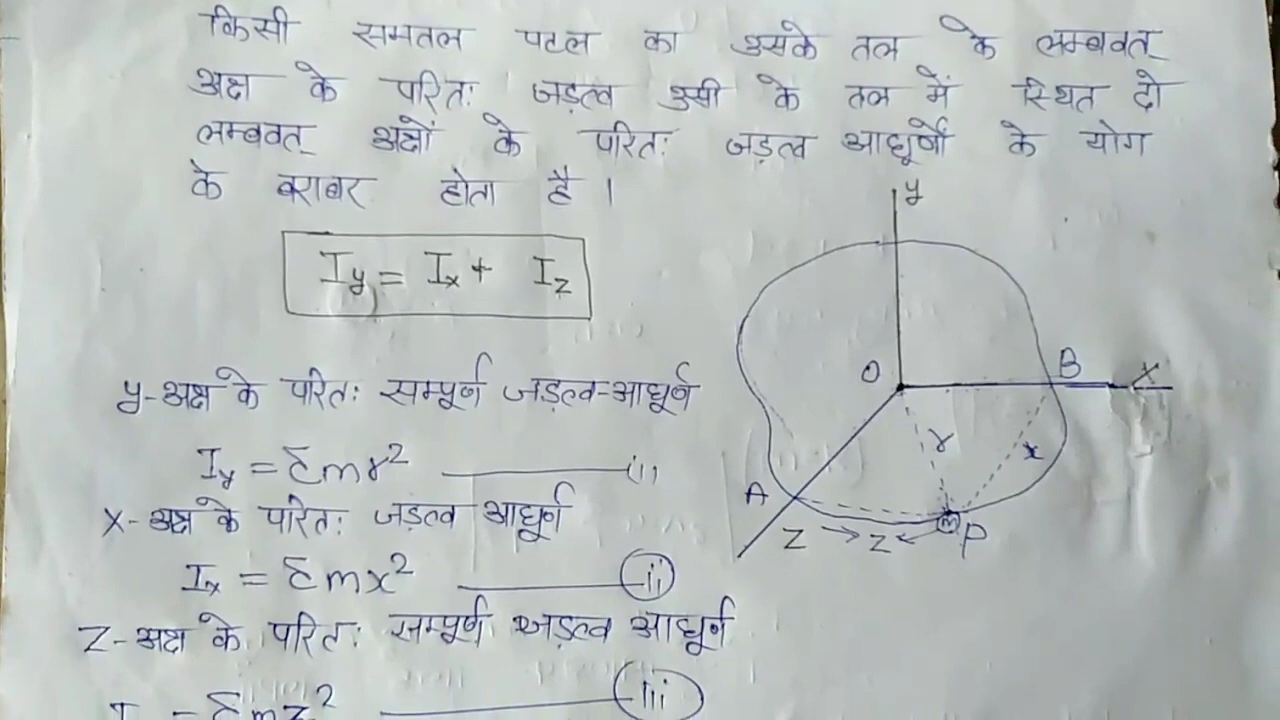 किसी समतल पटल का उसके तल के लम्बवत्
अक्ष के परितः जड़त्व उसी के तल में स्थित दो
लम्बवत् अक्षों के परितः जड़त्व आघूर्णो के योग
के बराबर होता है ।
Iy = Ix + Iz
y-अक्ष के परितः सम्पूर्ण जड़त्व-आघूर्ण
Iy = Σmr² (i)
X-अक्ष के परितः जड़त्व आघूर्ण
Ix = Σmx² (ii)
Z-अक्ष के परितः सम्पूर्ण जड़त्व आघूर्ण
= Σmz² (iii)
y
O
B
X
r
x
A
Z
z
m
P